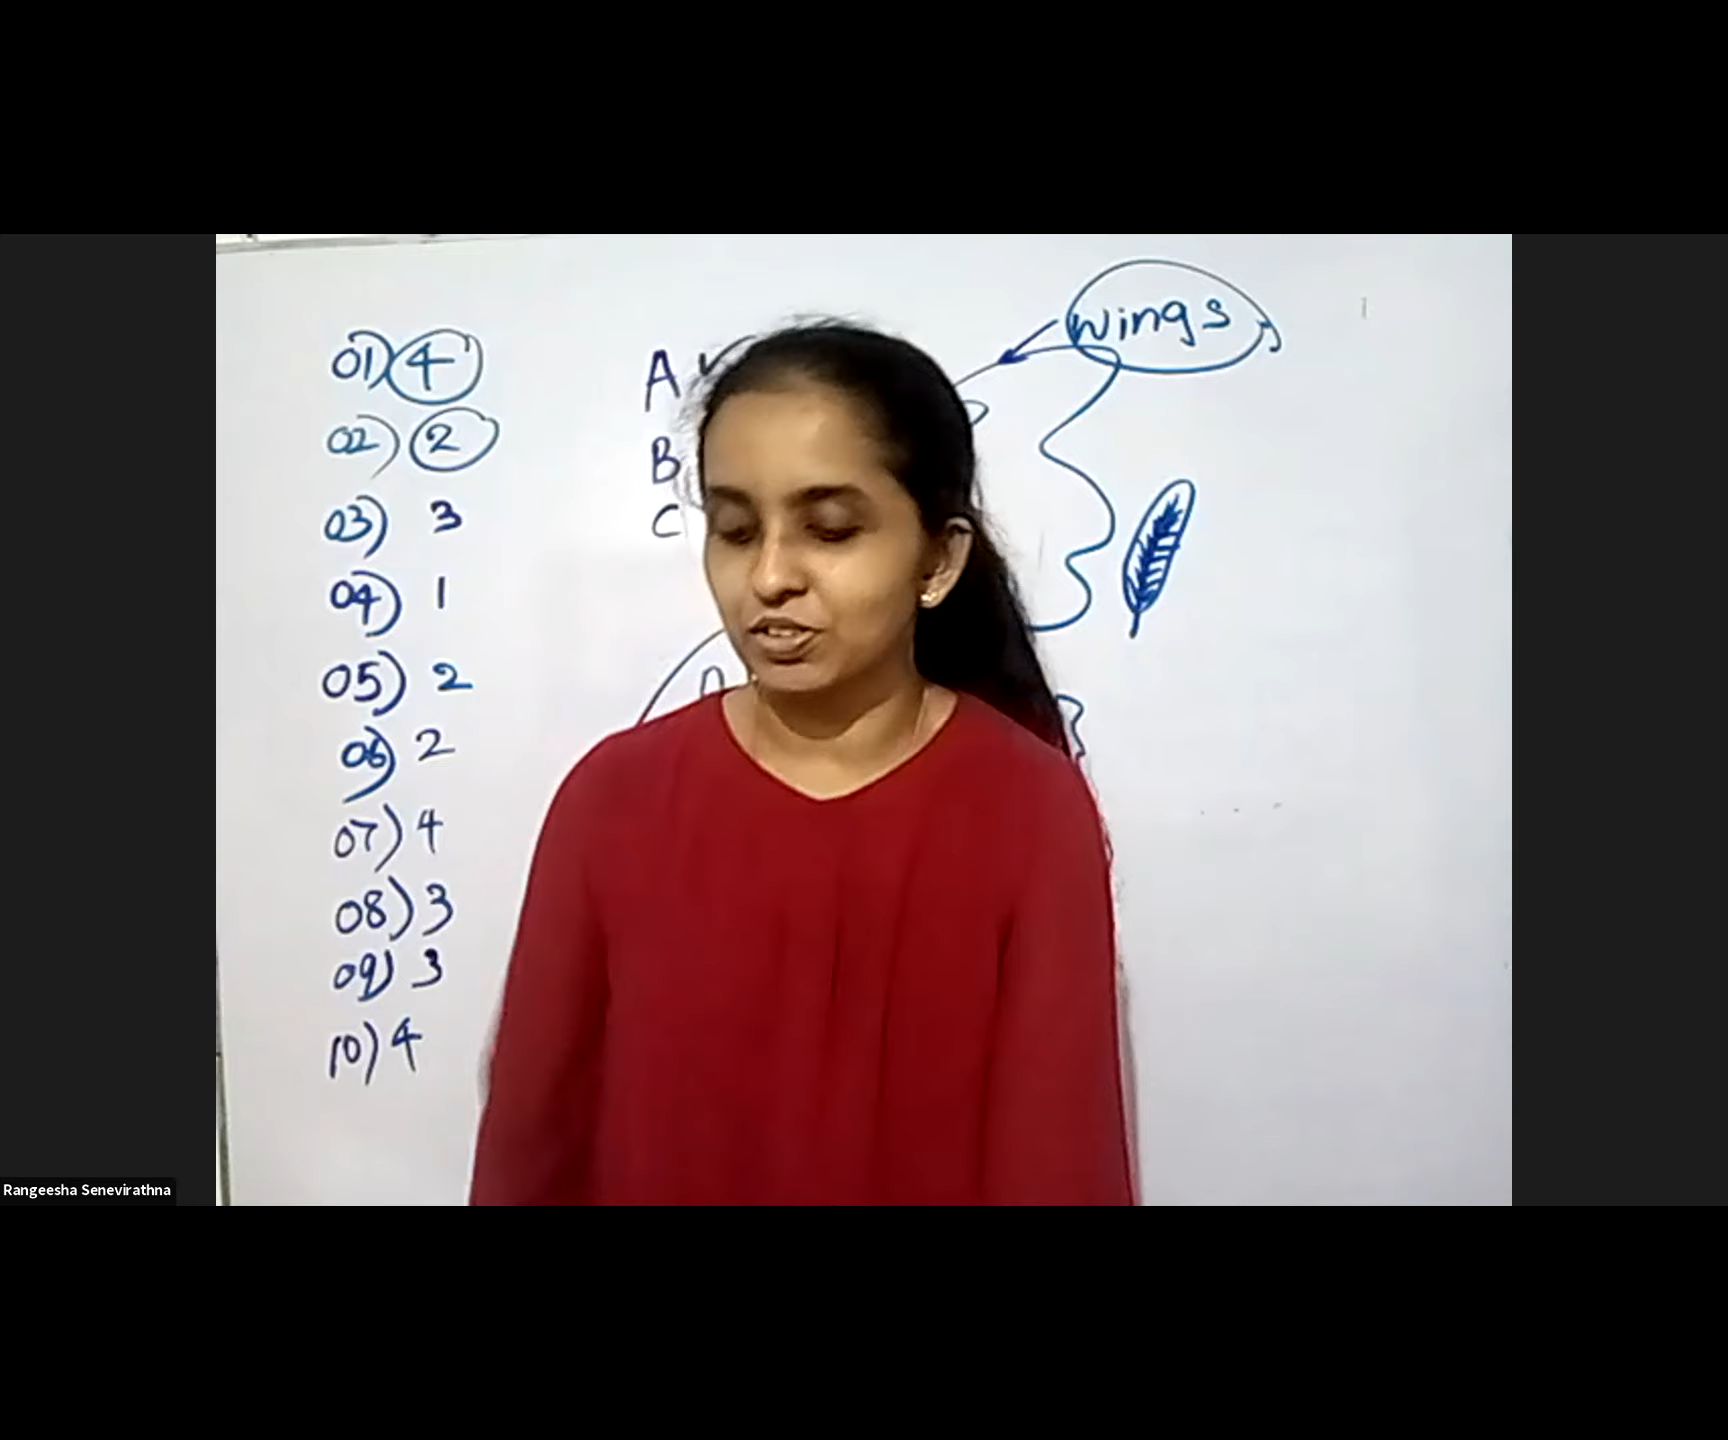 01) 4
02) 2
03) 3
04) 1
05) 2
06) 2
07) 4
08) 3
09) 3
10) 4
A
B
C
wings
Rangeesha Senevirathna